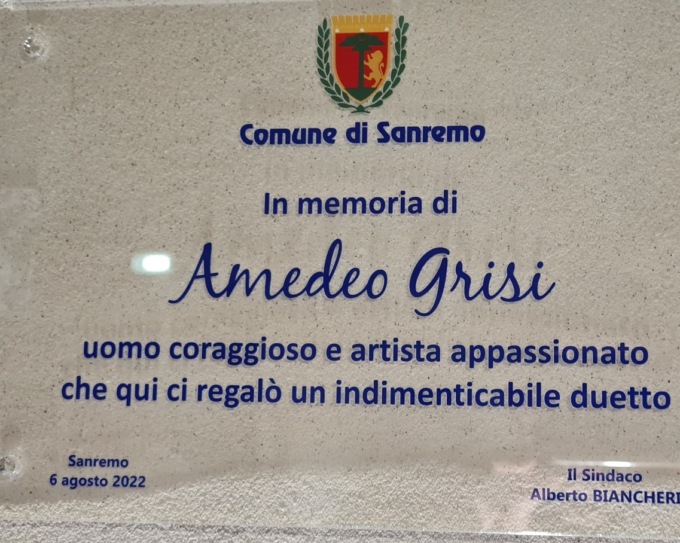 Comune di Sanremo
In memoria di
Amedeo Grisi
uomo coraggioso e artista appassionato
che qui ci regalò un indimenticabile duetto
Sanremo
6 agosto 2022
Il Sindaco
Alberto BIANCHERI